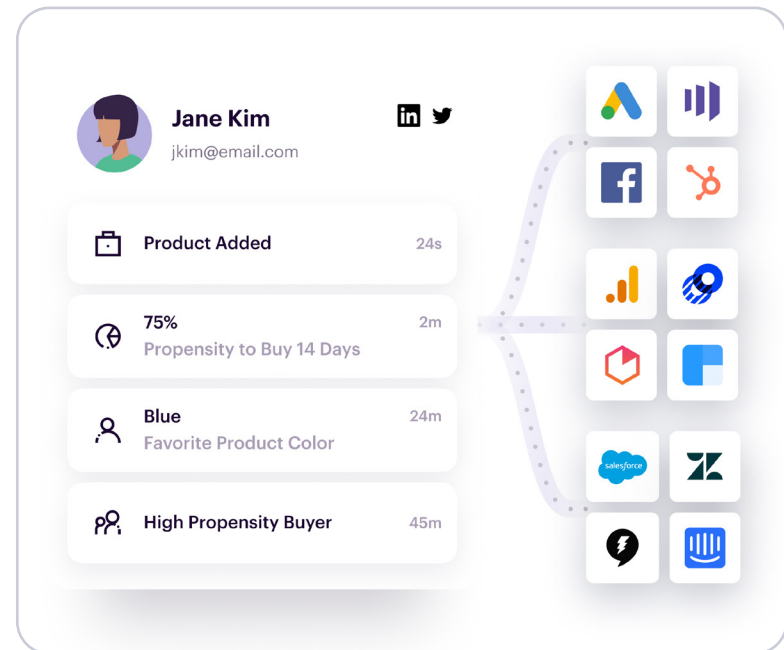 Jane Kim
jkim@email.com
Product Added 24s
75% 2m
Propensity to Buy 14 Days
Blue 24m
Favorite Product Color
High Propensity Buyer 45m
in
f
salesforce